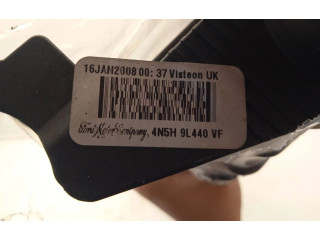 16JAN2008 00: 37 Visteon UK
Ford Motor Company, 4N5H 9L440 VF